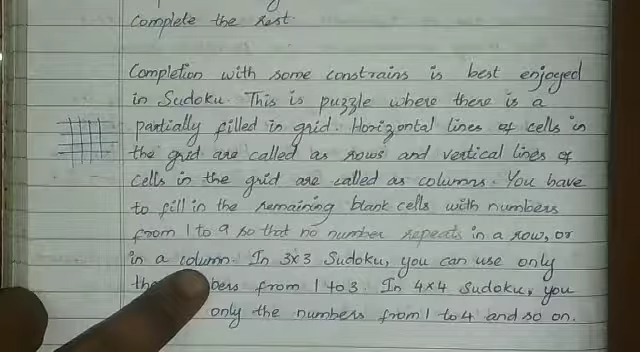 complete the rest.
Completion with some constrains is best enjoyed
in Sudoku. This is puzzle where there is a
partially filled in grid. Horizontal lines of cells in
the grid are called as rows and vertical lines of
cells in the grid are called as columns. You have
to fill in the remaining blank cells with numbers
from 1 to 9 so that no number repeats in a row, or
in a column. In 3x3 Sudoku, you can use only
from 1 to 3. In 4x4 Sudoku, you
only the numbers from 1 to 4 and so on.